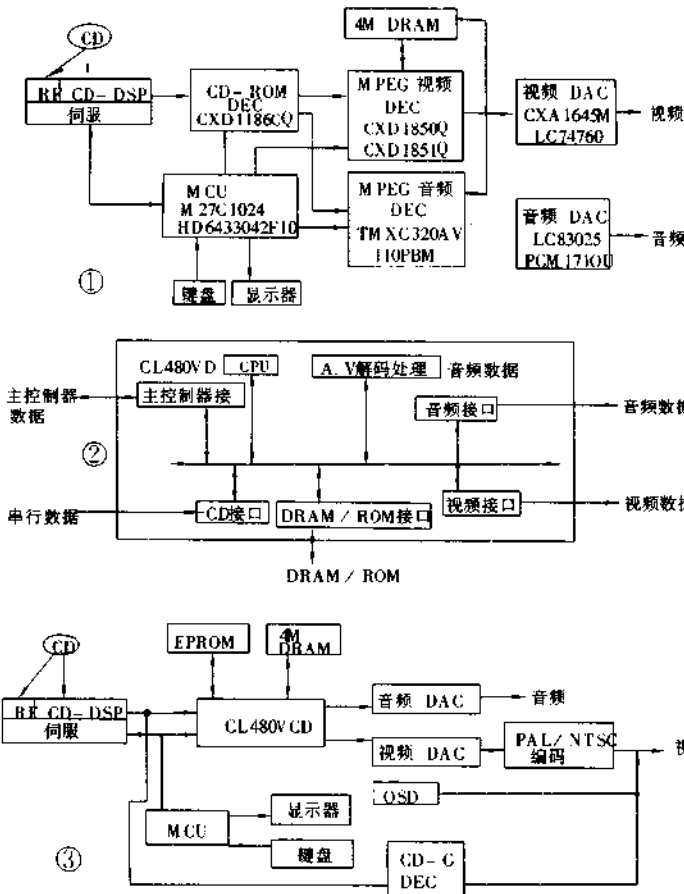 CD
4M DRAM
RF CD-DSP
伺服
CD-ROM
DEC
CXD1186CQ
MPEG 视频
DEC
CXD1850Q
CXD1851Q
视频 DAC
CXA1645M
LC74760
视频
MCU
M27C1024
HD6433042F10
MPEG 音频
DEC
TMXC320AV
110PBM
音频 DAC
LC83025
PCM1710U
音频
①
键盘
显示器
CL480VD
CPU
A.V解码处理
音频数据
主控制器
数据
主控制器接
音频接口
音频数据
②
串行数据
CD接口
DRAM/ROM接口
视频接口
视频数据
DRAM/ROM
CD
EPROM
4M
DRAM
RF CD-DSP
伺服
CL480VCD
音频 DAC
音频
视频 DAC
PAL/NTSC
编码
视
OSD
显示器
MCU
键盘
CD-G
DEC
③